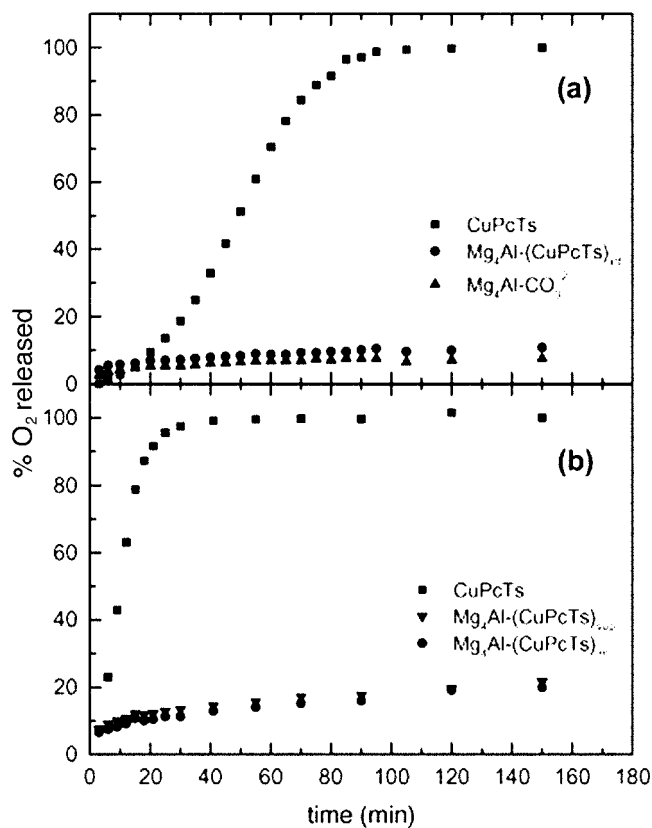 100
80
60
40
20
0
(a)
CuPcTs
Mg₄Al-(CuPcTs)
Mg₄Al-CO₃
% O₂ released
100
80
60
40
20
0
(b)
CuPcTs
Mg₄Al-(CuPcTs)
Mg₄Al-(CuPcTs)
0 20 40 60 80 100 120 140 160 180
time (min)